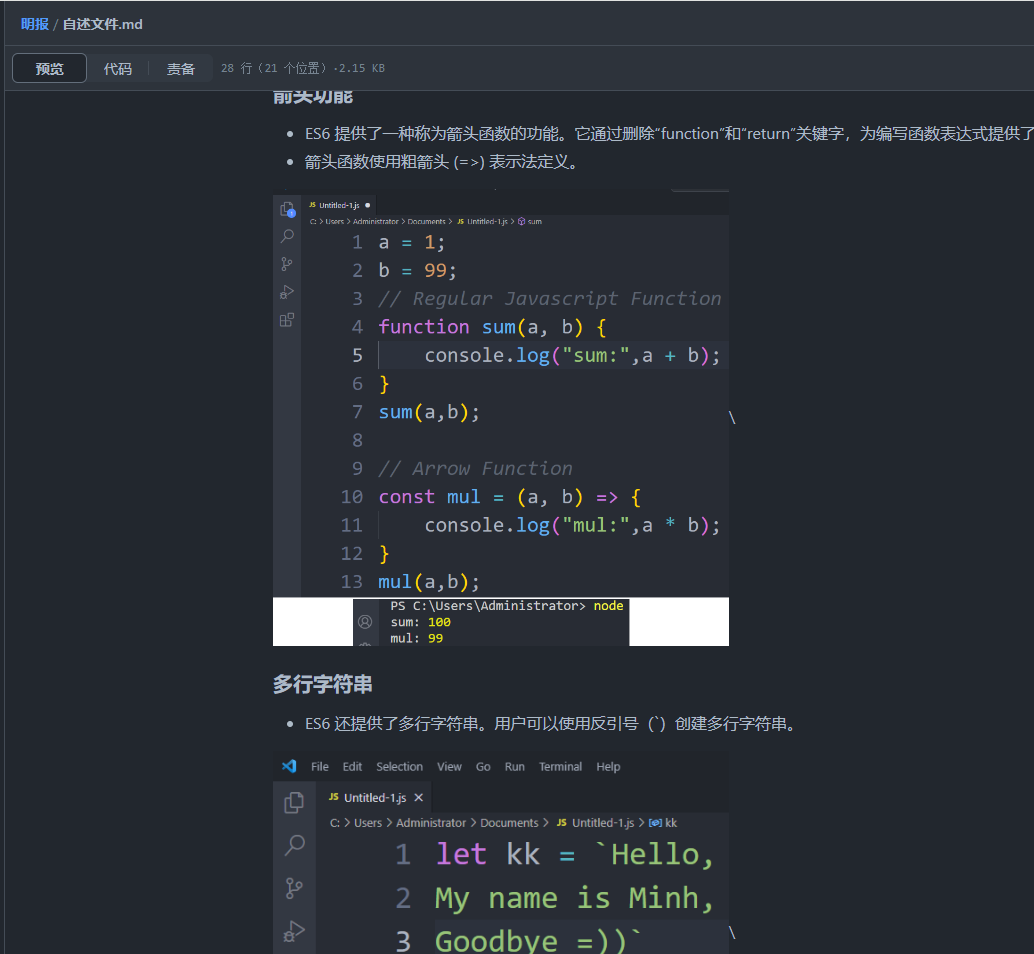 明报 / 自述文件.md
预览 代码 责备 28 行（21 个位置）·2.15 KB
箭头功能
ES6 提供了一种称为箭头函数的功能。它通过删除“function”和“return”关键字，为编写函数表达式提供了
箭头函数使用粗箭头 (=>) 表示法定义。
JS Untitled-1.js ●
C: > Users > Administrator > Documents > JS Untitled-1.js > sum
1 a = 1;
2 b = 99;
3 // Regular Javascript Function
4 function sum(a, b) {
5 console.log("sum:",a + b);
6 }
7 sum(a,b);
\
8
9 // Arrow Function
10 const mul = (a, b) => {
11 console.log("mul:",a * b);
12 }
13 mul(a,b);
PS C:\Users\Administrator> node
sum: 100
mul: 99
多行字符串
ES6 还提供了多行字符串。用户可以使用反引号（`）创建多行字符串。
File Edit Selection View Go Run Terminal Help
JS Untitled-1.js ×
C: > Users > Administrator > Documents > JS Untitled-1.js > kk
1 let kk = `Hello,
2 My name is Minh,
3 Goodbye =))`
\